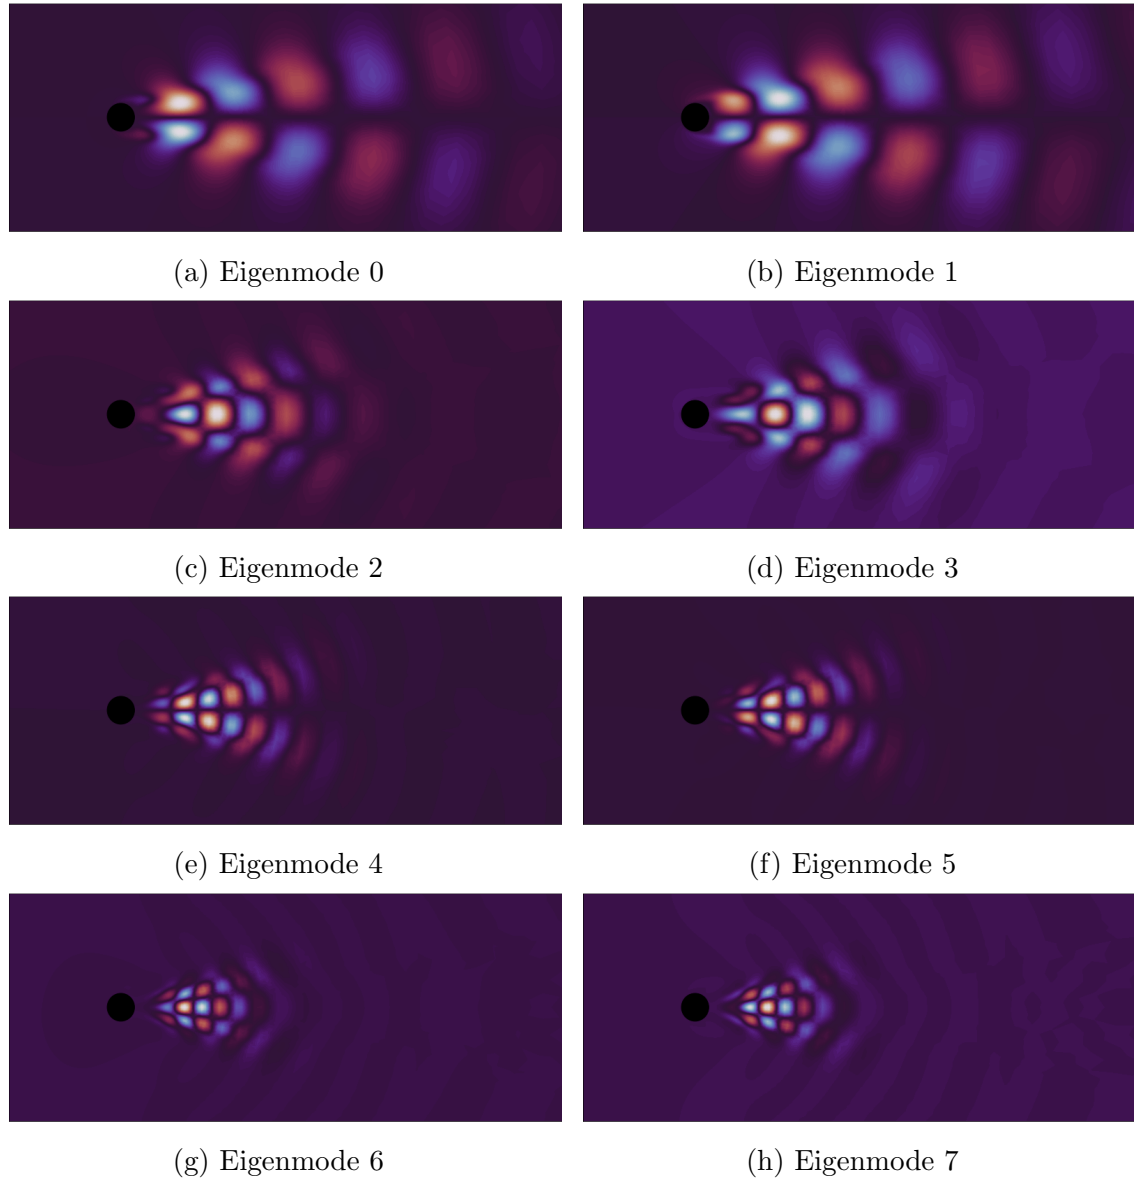 (a) Eigenmode 0
(b) Eigenmode 1
(c) Eigenmode 2
(d) Eigenmode 3
(e) Eigenmode 4
(f) Eigenmode 5
(g) Eigenmode 6
(h) Eigenmode 7